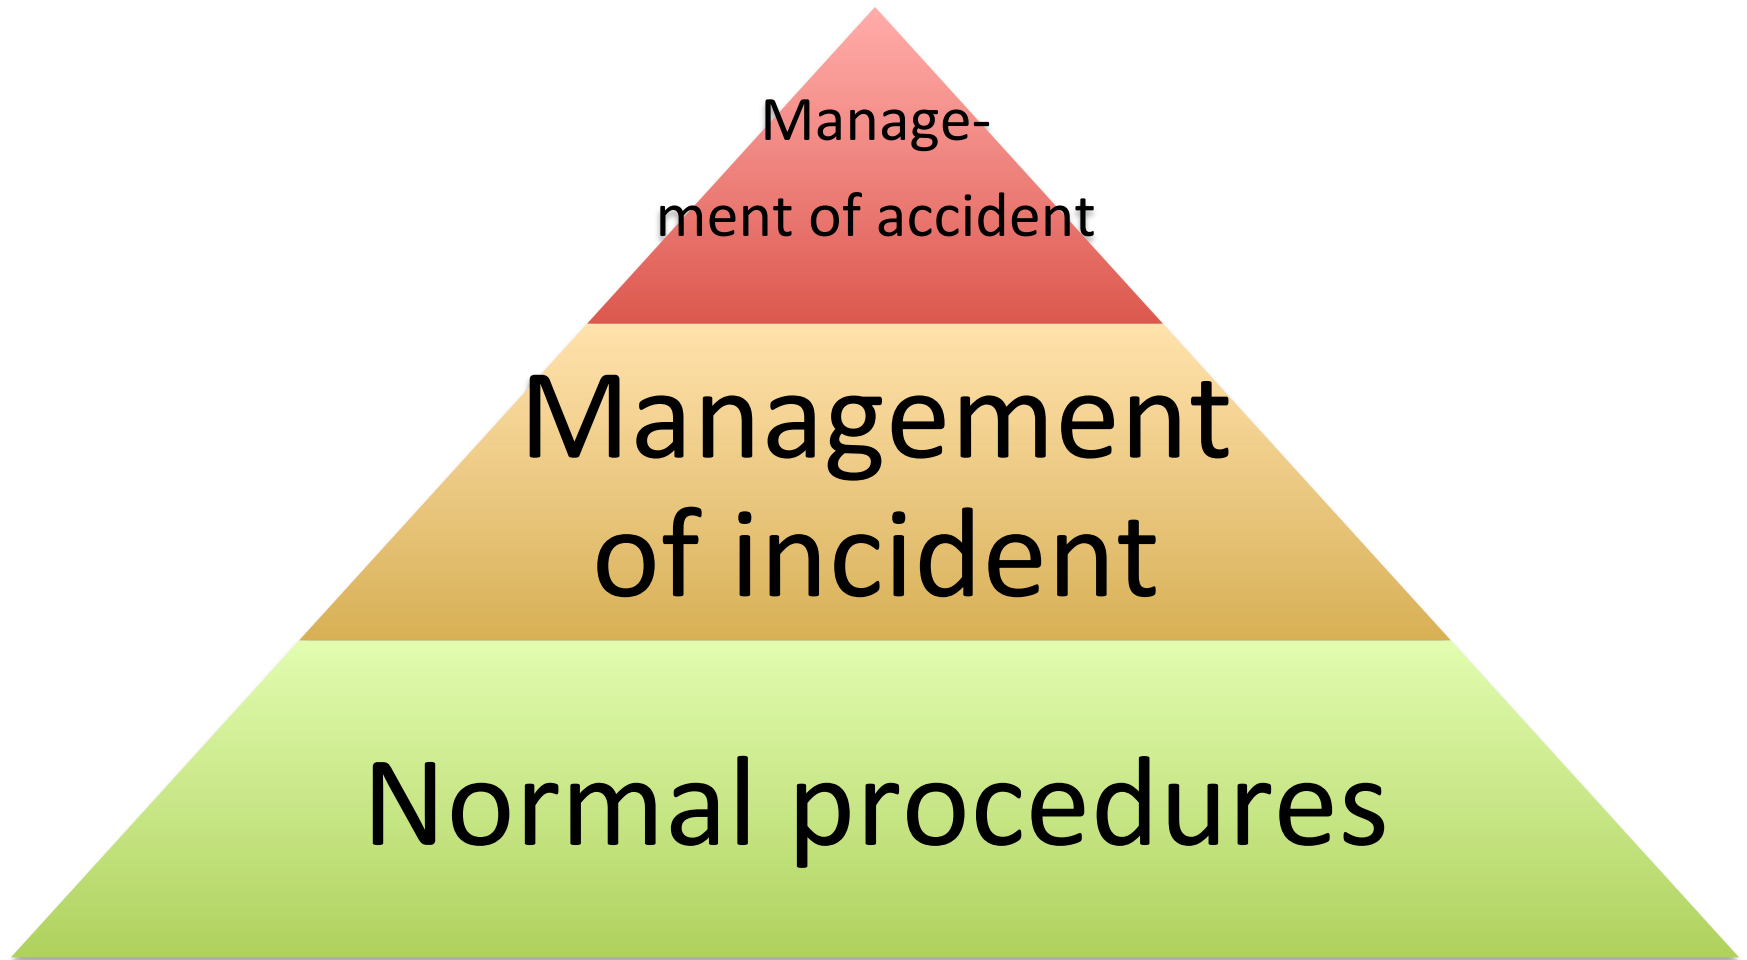 Manage-
ment of accident
Management
of incident
Normal procedures